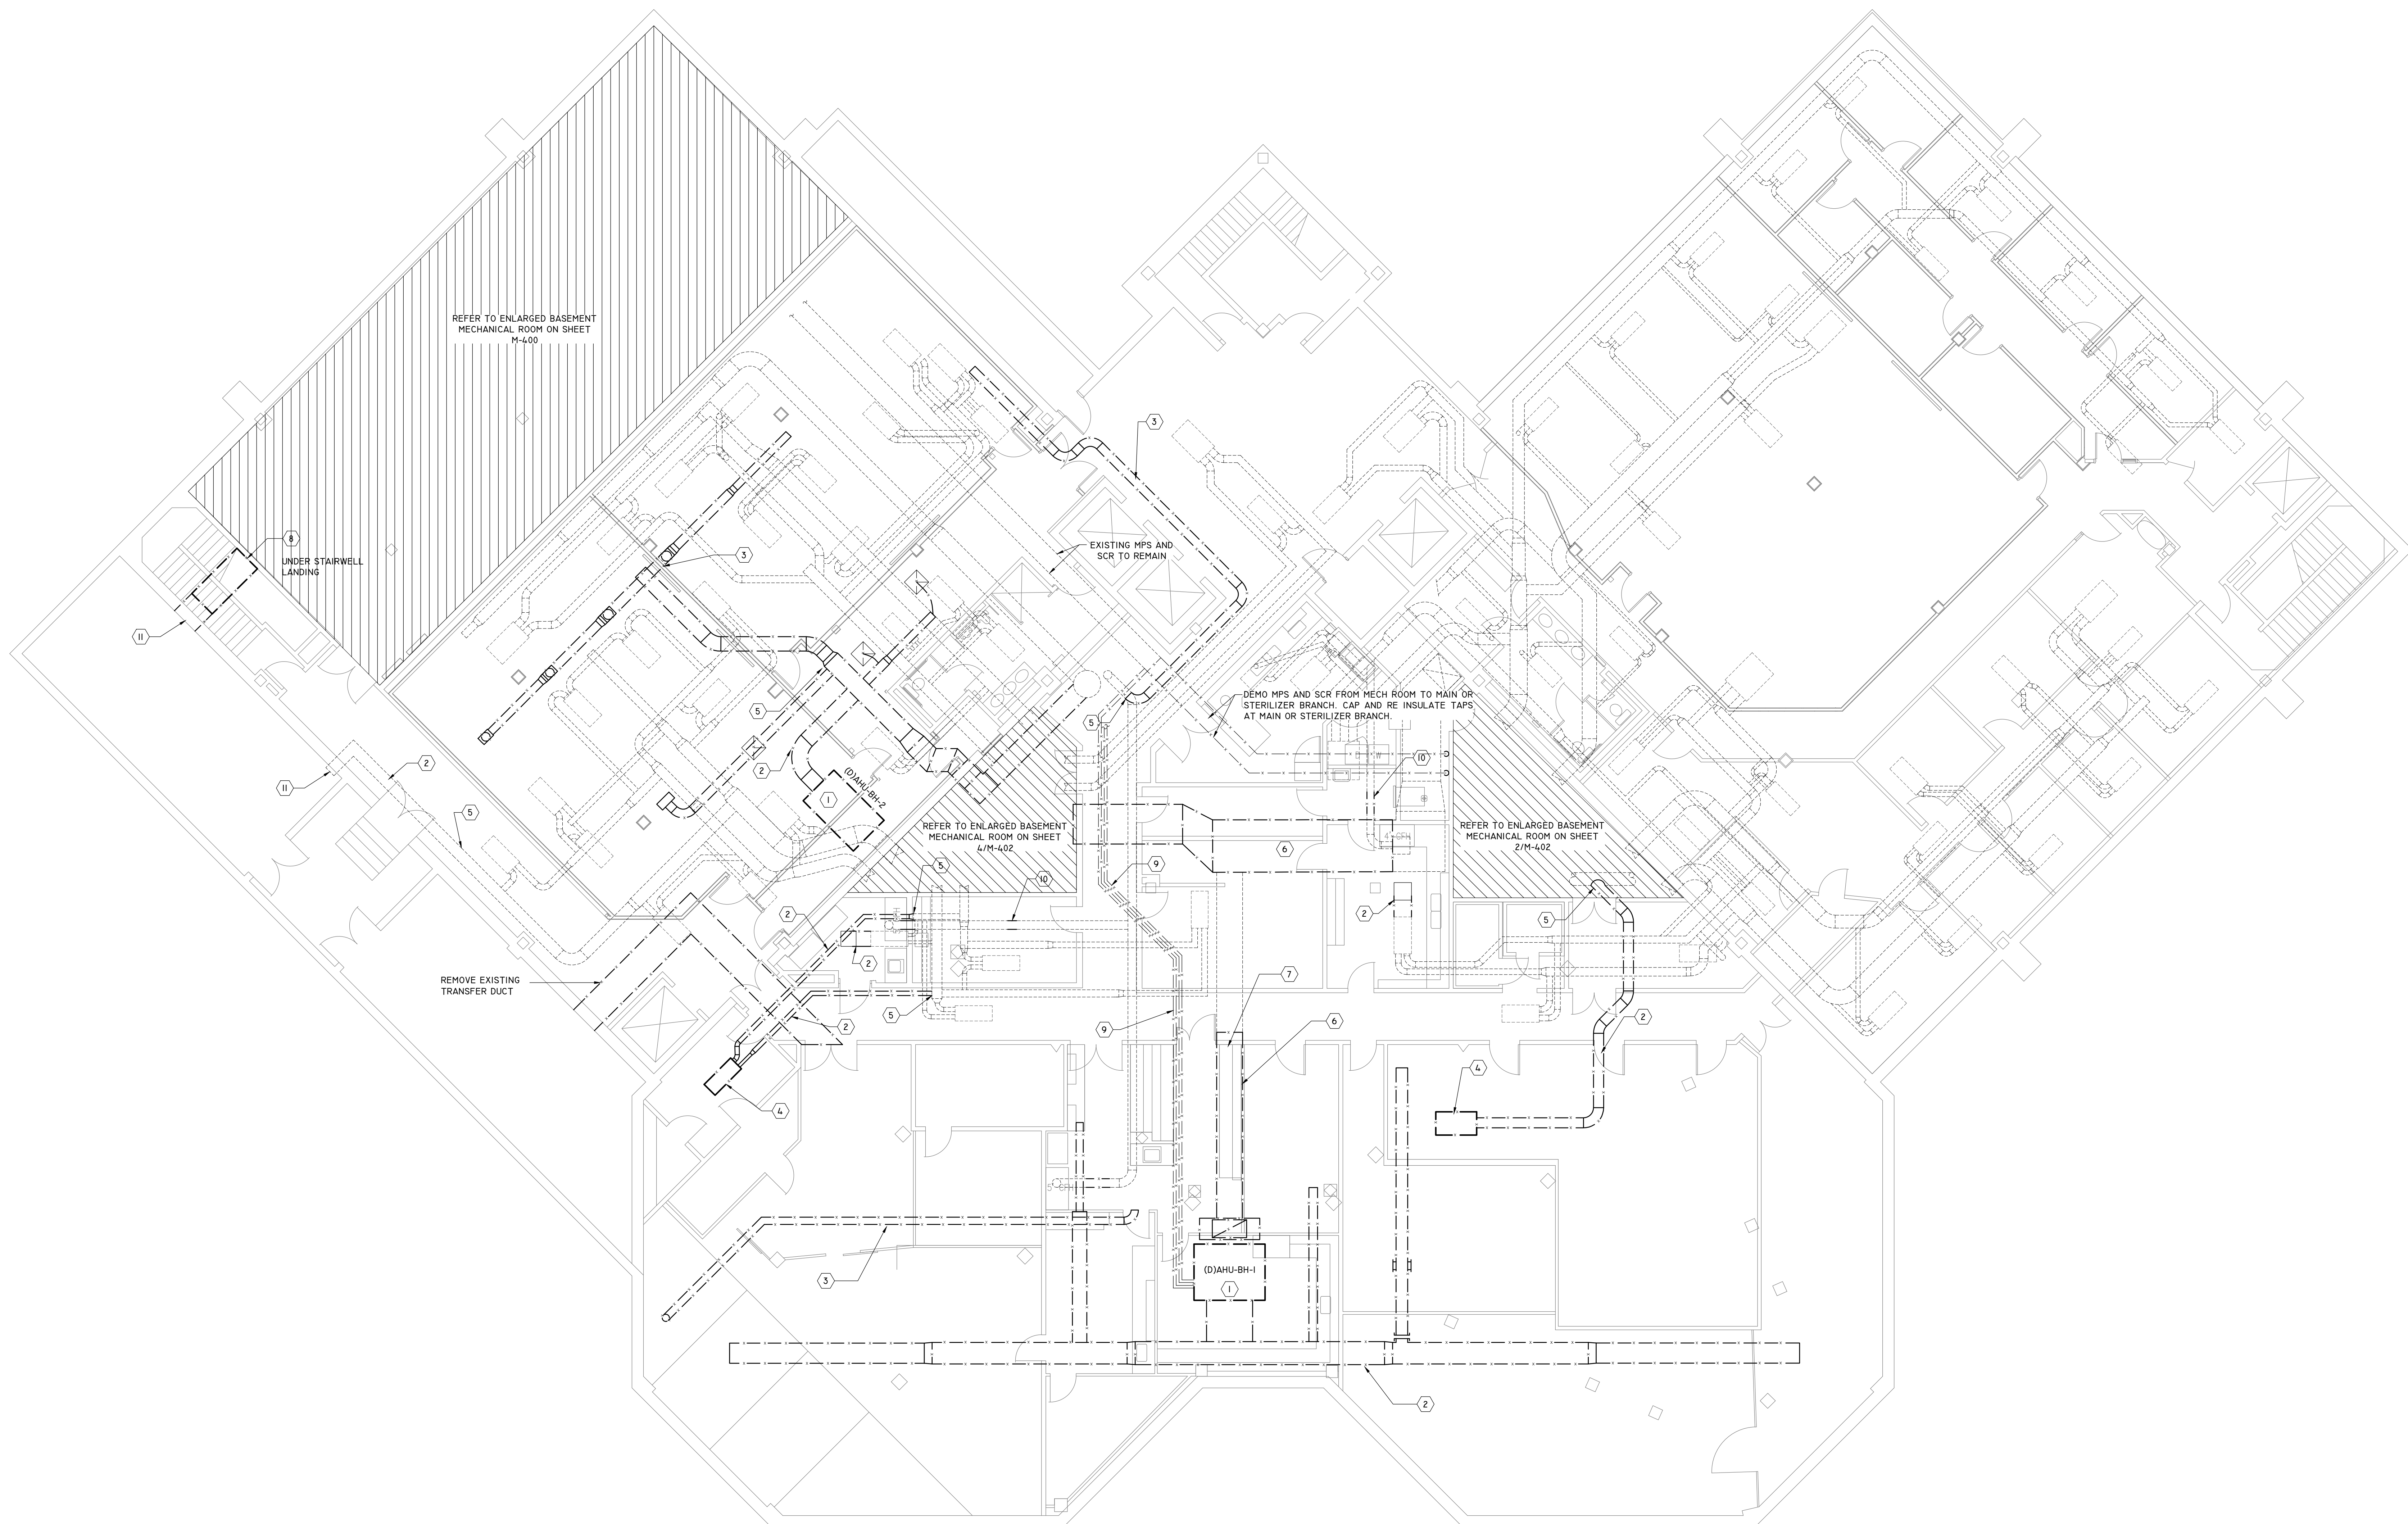 REFER TO ENLARGED BASEMENT
MECHANICAL ROOM ON SHEET
M-400
3
8
UNDER STAIRWELL
LANDING
3
EXISTING MPS AND
SCR TO REMAIN
11
DEMO MPS AND SCR FROM MECH ROOM TO MAIN OR
STERILIZER BRANCH. CAP AND RE INSULATE TAPS
AT MAIN OR STERILIZER BRANCH.
5
5
2
2
10
11
(D)AHU-BH-2
1
5
REFER TO ENLARGED BASEMENT
MECHANICAL ROOM ON SHEET
4/M-402
REFER TO ENLARGED BASEMENT
MECHANICAL ROOM ON SHEET
2/M-402
6
5
9
10
2
2
5
2
REMOVE EXISTING
TRANSFER DUCT
7
5
2
9
6
2
4
4
3
(D)AHU-BH-1
1
2